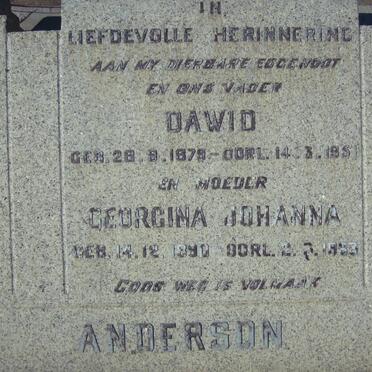 IN
LIEFDEVOLLE HERINNERING
AAN MY DIERBARE EGGENOOT
EN ONS VADER
DAWID
GEB. 28.9.1879 - OORL. 14.3.1951
EN MOEDER
GEORGINA JOHANNA
GEB. 14.12.1890 - OORL. 2.7.1959
GODS WEG IS VOLMAAK
ANDERSON